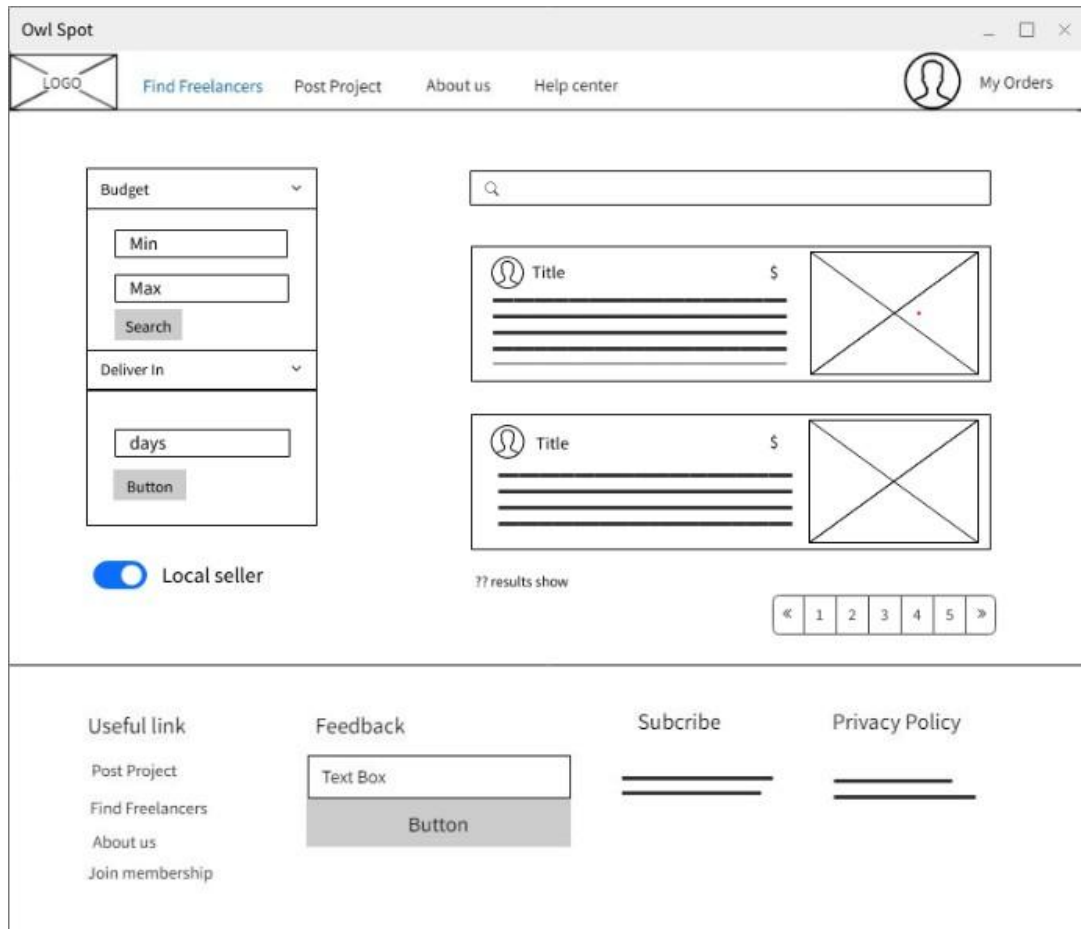 Owl Spot
LOGO
Find Freelancers
Post Project
About us
Help center
My Orders
Budget
Min
Max
Search
Deliver In
days
Button
Local seller
Title $
Title $
?? results show
« 1 2 3 4 5 »
Useful link
Post Project
Find Freelancers
About us
Join membership
Feedback
Text Box
Button
Subcribe
Privacy Policy